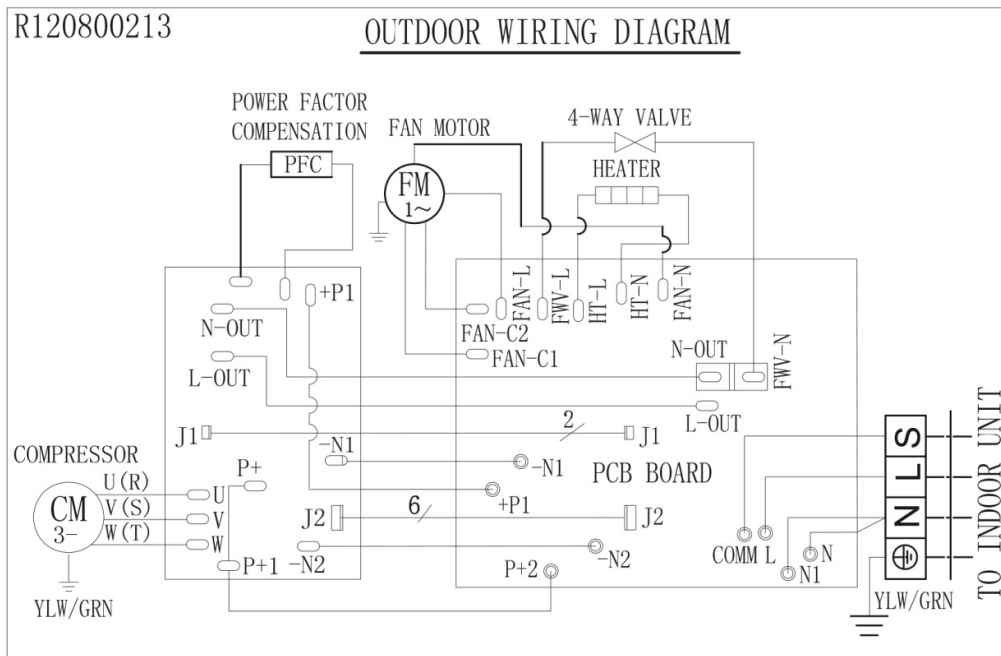 R120800213
OUTDOOR WIRING DIAGRAM
POWER FACTOR
COMPENSATION
PFC
FAN MOTOR
FM
1~
4-WAY VALVE
HEATER
+P1
N-OUT
L-OUT
J1
-N1
P+
J2
-N2
P+1
COMPRESSOR
CM
3-
U(R)
V(S)
W(T)
U
V
W
YLW/GRN
FAN-L
FWV-L
HT-L
HT-N
FAN-N
FAN-C2
FAN-C1
N-OUT
FWV-N
L-OUT
2
J1
-N1
PCB BOARD
+P1
6
J2
-N2
P+2
COMM
L
N
N1
S
L
N
YLW/GRN
TO INDOOR UNIT